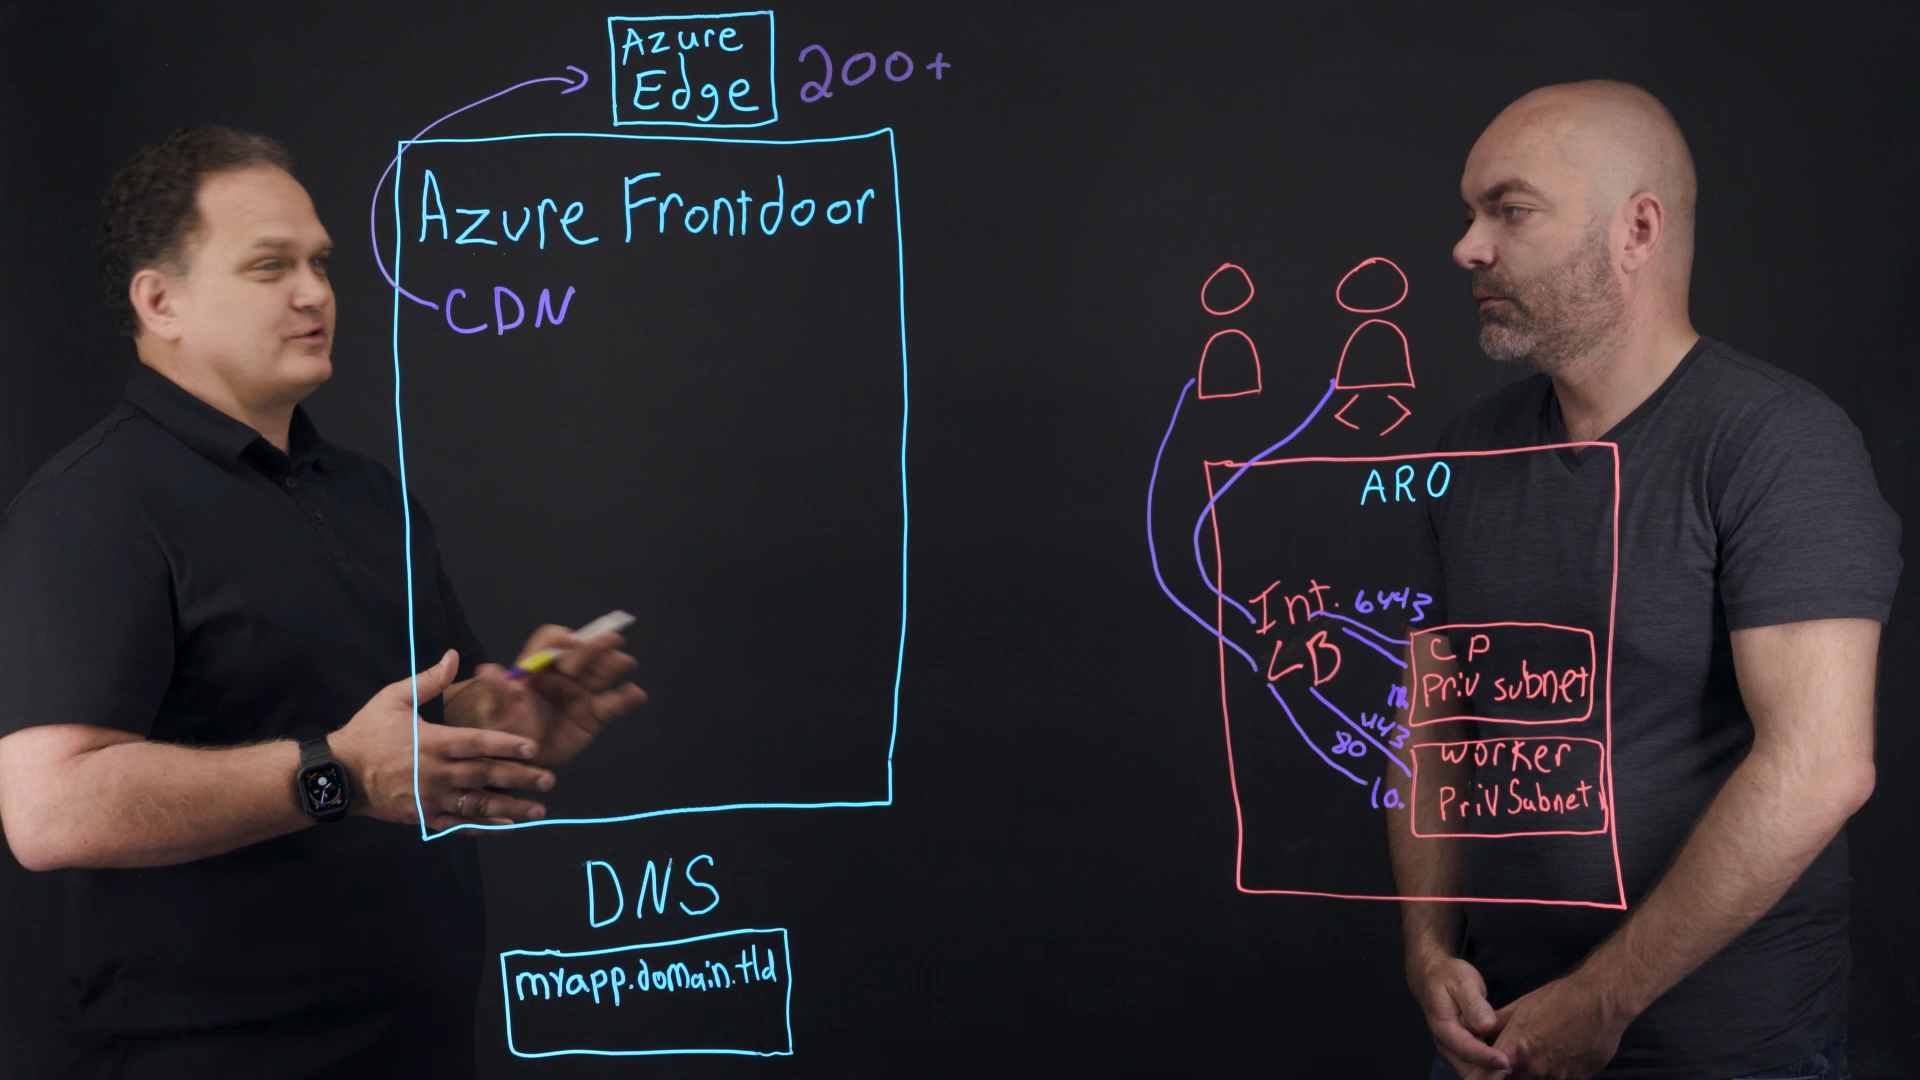 Azure
Edge
200+
Azure Frontdoor
CDN
DNS
myapp.domain.tld
< >
ARO
Int.
LB
6443
CP
Priv subnet
443
80
10.
worker
Priv Subnet